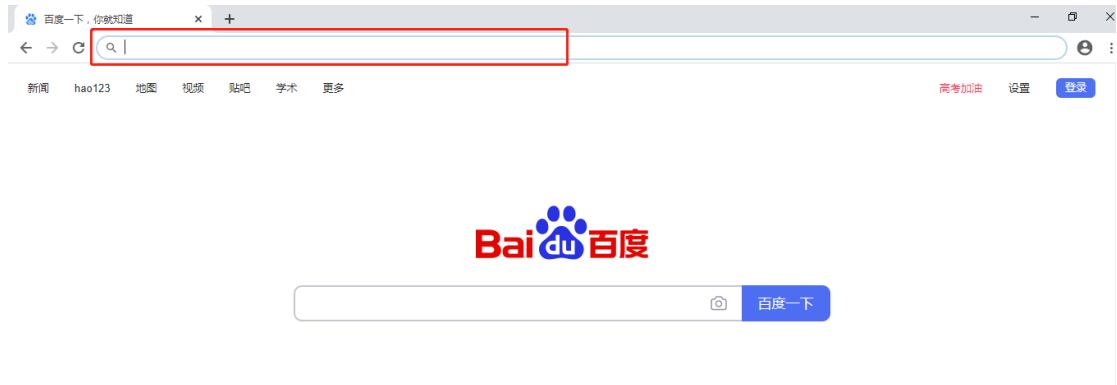 百度一下，你就知道
新闻 hao123 地图 视频 贴吧 学术 更多 高考加油 设置 登录
Bai du 百度
百度一下